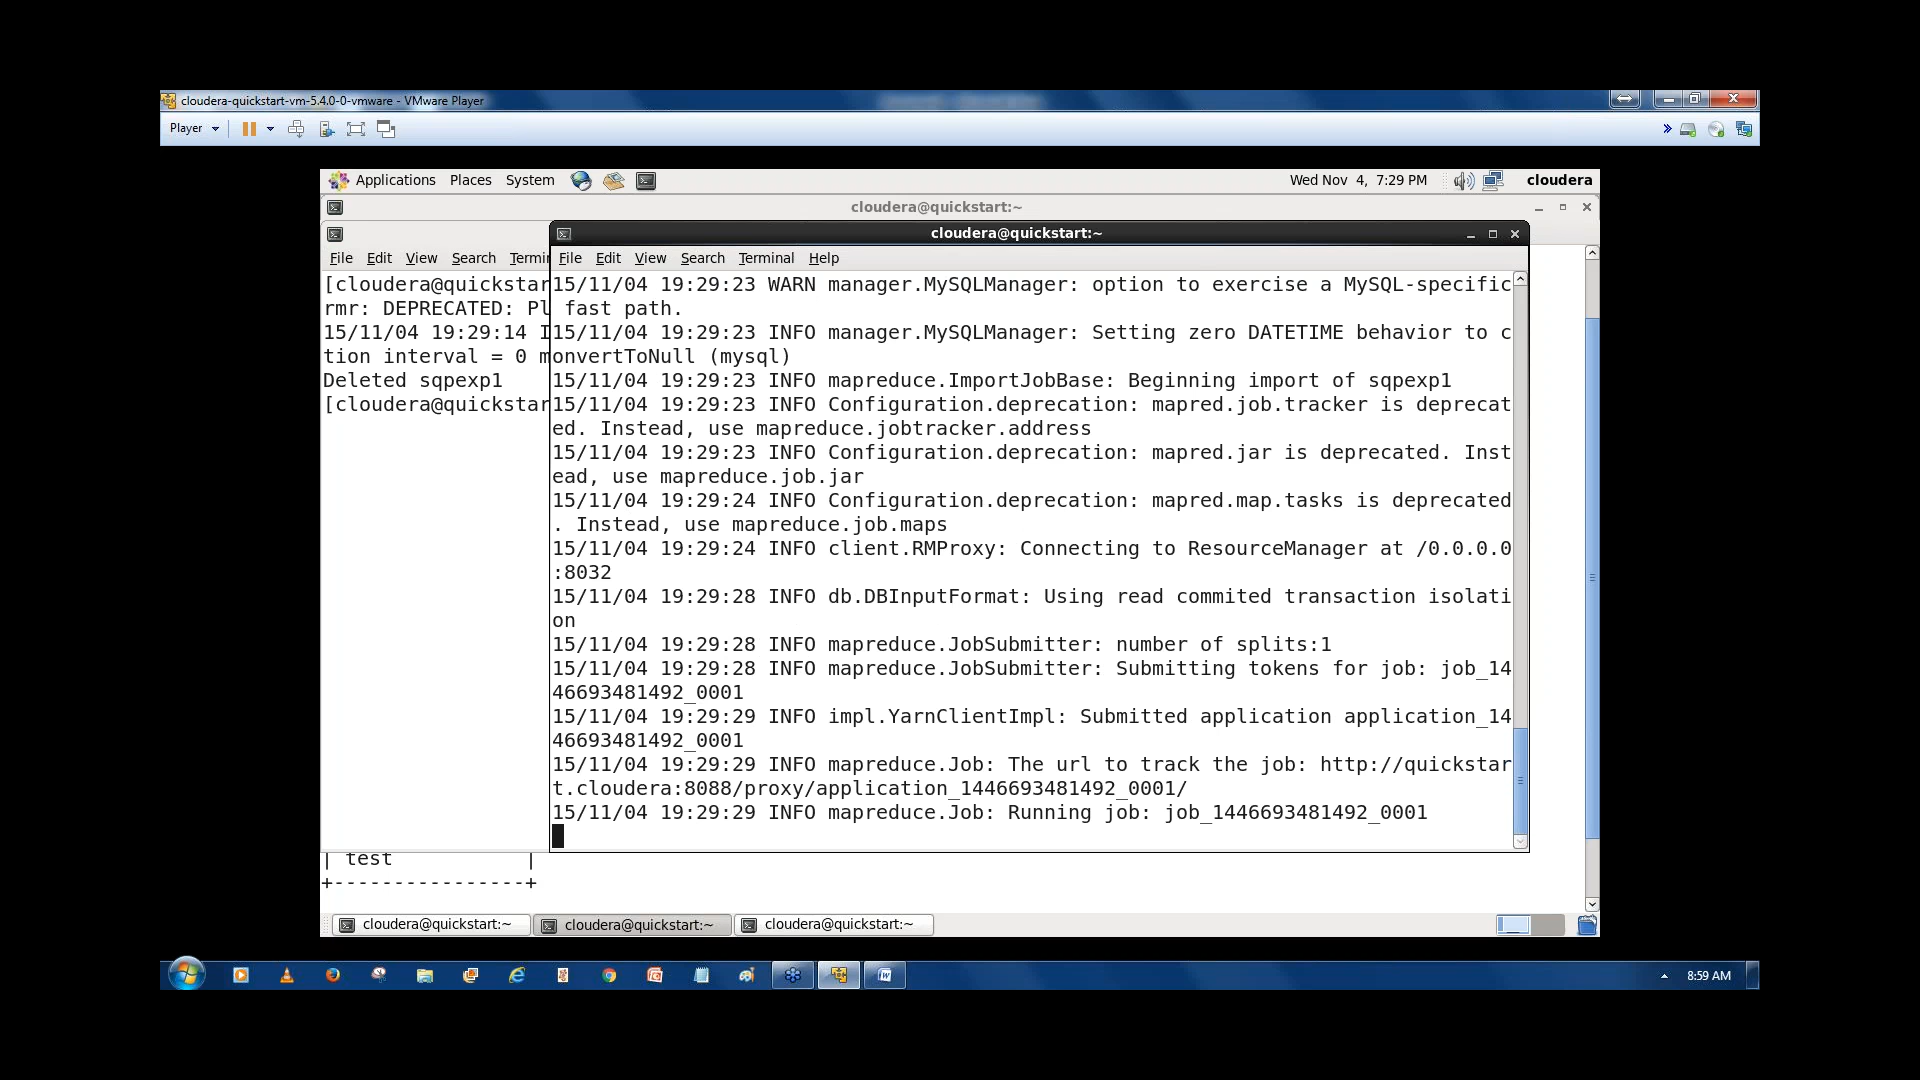 cloudera-quickstart-vm-5.4.0-0-vmware - VMware Player
Player
Applications Places System Wed Nov 4, 7:29 PM cloudera
cloudera@quickstart:~
cloudera@quickstart:~
File Edit View Search Termi
File Edit View Search Terminal Help
[cloudera@quickstar
rmr: DEPRECATED: Pl
15/11/04 19:29:14 I
tion interval = 0 m
Deleted sqpexp1
[cloudera@quickstar
15/11/04 19:29:23 WARN manager.MySQLManager: option to exercise a MySQL-specific
fast path.
15/11/04 19:29:23 INFO manager.MySQLManager: Setting zero DATETIME behavior to c
onvertToNull (mysql)
15/11/04 19:29:23 INFO mapreduce.ImportJobBase: Beginning import of sqpexp1
15/11/04 19:29:23 INFO Configuration.deprecation: mapred.job.tracker is deprecat
ed. Instead, use mapreduce.jobtracker.address
15/11/04 19:29:23 INFO Configuration.deprecation: mapred.jar is deprecated. Inst
ead, use mapreduce.job.jar
15/11/04 19:29:24 INFO Configuration.deprecation: mapred.map.tasks is deprecated
. Instead, use mapreduce.job.maps
15/11/04 19:29:24 INFO client.RMProxy: Connecting to ResourceManager at /0.0.0.0
:8032
15/11/04 19:29:28 INFO db.DBInputFormat: Using read commited transaction isolati
on
15/11/04 19:29:28 INFO mapreduce.JobSubmitter: number of splits:1
15/11/04 19:29:28 INFO mapreduce.JobSubmitter: Submitting tokens for job: job_14
46693481492_0001
15/11/04 19:29:29 INFO impl.YarnClientImpl: Submitted application application_14
46693481492_0001
15/11/04 19:29:29 INFO mapreduce.Job: The url to track the job: http://quickstar
t.cloudera:8088/proxy/application_1446693481492_0001/
15/11/04 19:29:29 INFO mapreduce.Job: Running job: job_1446693481492_0001
| test |
+----------------+
cloudera@quickstart:~ cloudera@quickstart:~ cloudera@quickstart:~
8:59 AM